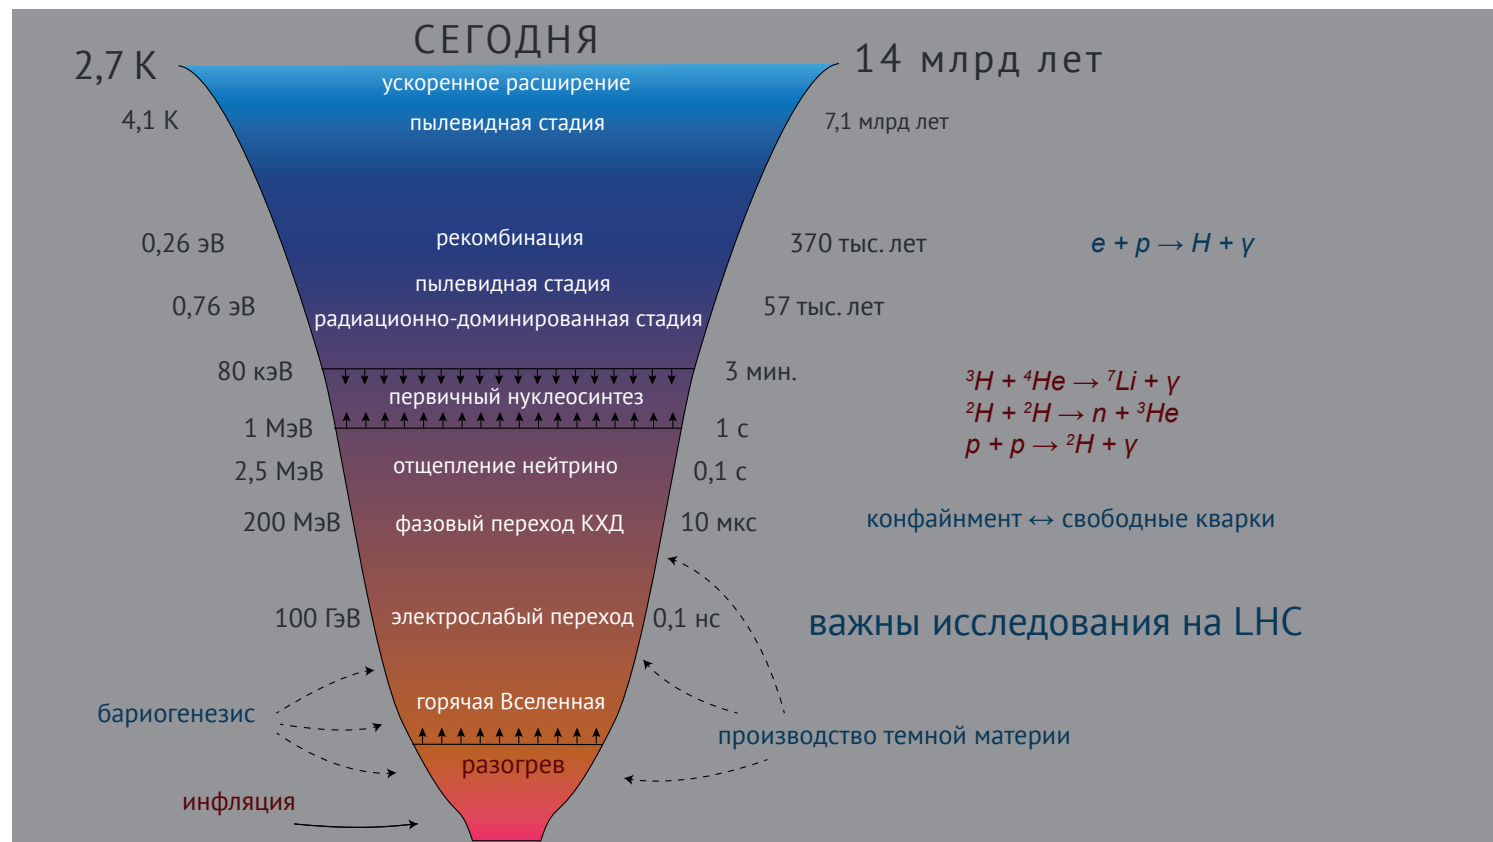 СЕГОДНЯ
2,7 К
14 млрд лет
ускоренное расширение
4,1 К
пылевидная стадия
7,1 млрд лет
0,26 эВ
рекомбинация
370 тыс. лет
e + p → H + γ
пылевидная стадия
0,76 эВ
57 тыс. лет
радиационно-доминированная стадия
80 кэВ
3 мин.
³H + ⁴He → ⁷Li + γ
первичный нуклеосинтез
²H + ²H → n + ³He
1 МэВ
1 с
p + p → ²H + γ
2,5 МэВ
отщепление нейтрино
0,1 с
200 МэВ
фазовый переход КХД
10 мкс
конфайнмент ↔ свободные кварки
100 ГэВ
электрослабый переход
0,1 нс
важны исследования на LHC
горячая Вселенная
бариогенезис
производство темной материи
разогрев
инфляция